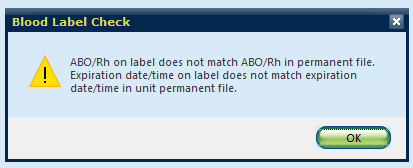 Blood Label Check
ABO/Rh on label does not match ABO/Rh in permanent file.
Expiration date/time on label does not match expiration
date/time in unit permanent file.
OK